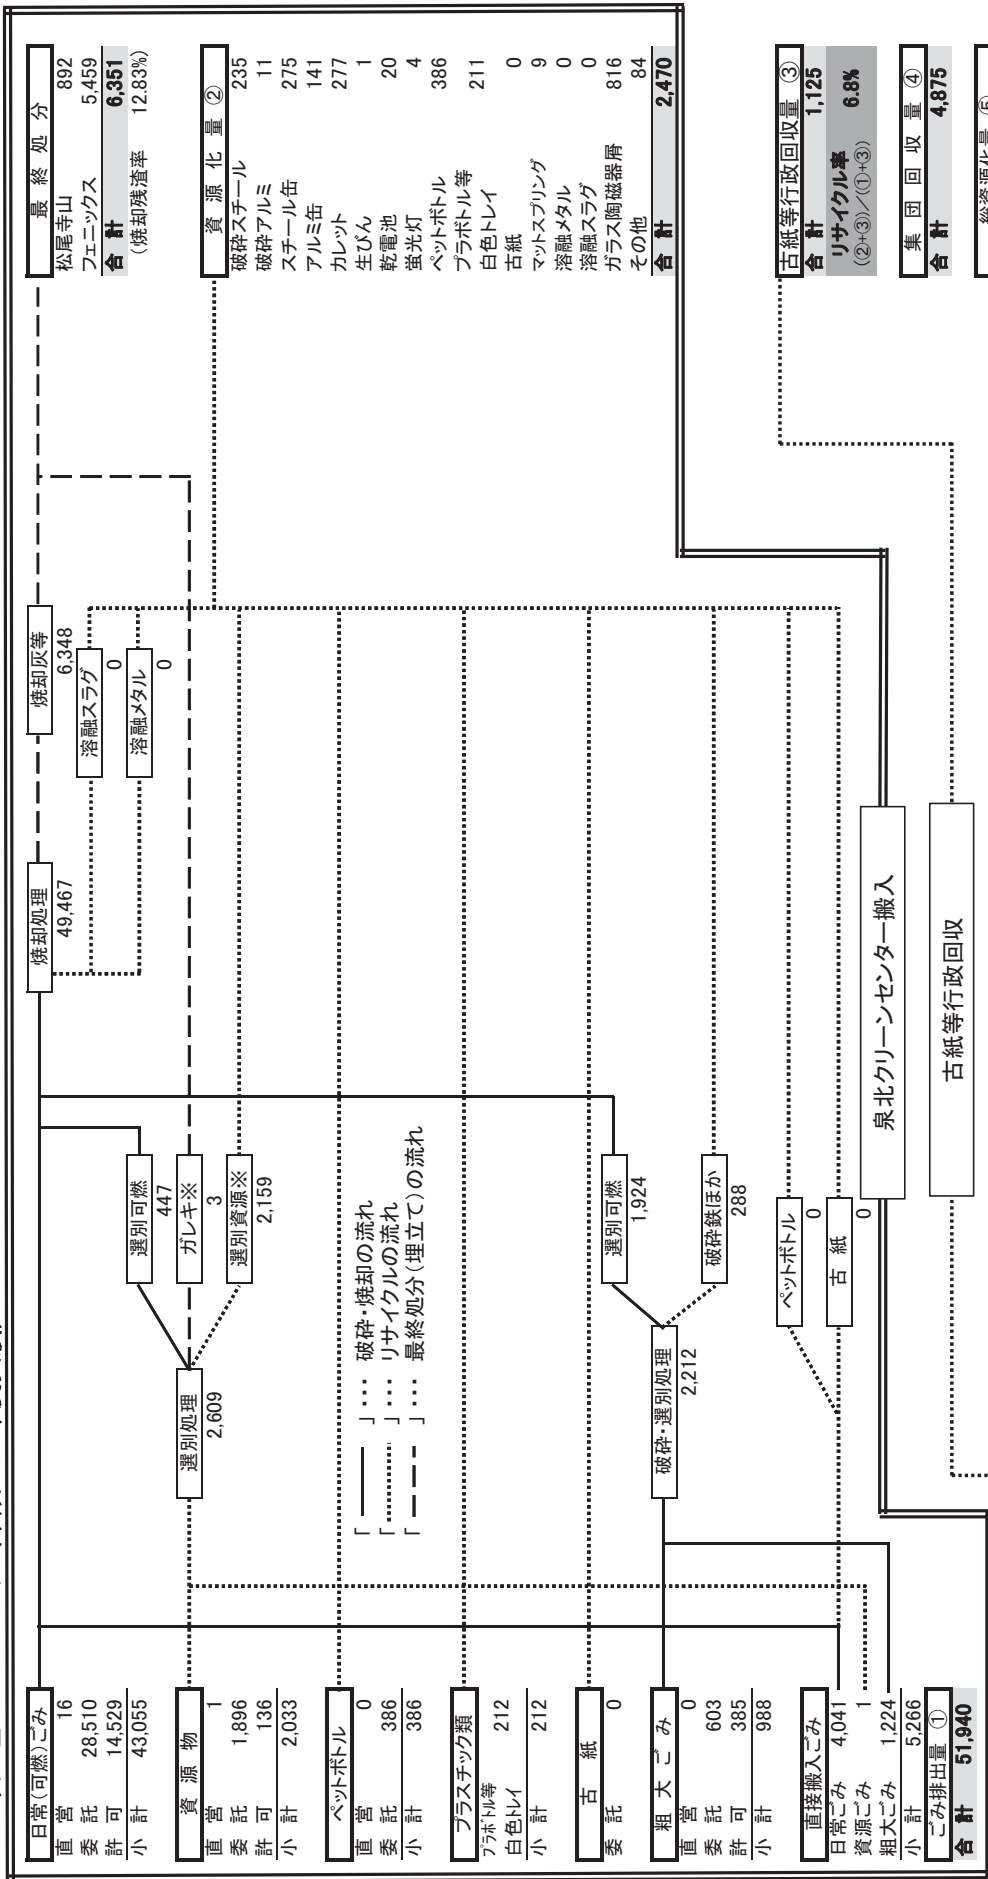 日常(可燃)ごみ
直 営 16
委 託 28,510
許 可 14,529
小 計 43,055
資 源 物
直 営 1
委 託 1,896
許 可 136
小 計 2,033
ペットボトル
直 営 0
委 託 386
小 計 386
プラスチック類
プラボトル等 212
白色トレイ
小 計 212
古 紙
委 託 0
粗 大 ご み
直 営 0
委 託 603
許 可 385
小 計 988
直接搬入ごみ
日常ごみ 4,041
資源ごみ 1
粗大ごみ 1,224
小 計 5,266
ごみ排出量 ①
合 計 51,940
選別処理
2,609
「 ── 」・・・ 破砕・焼却の流れ
「 ┈┈ 」・・・ リサイクルの流れ
「 ─ ─ 」・・・ 最終処分(埋立て)の流れ
破砕・選別処理
2,212
選別可燃
447
ガレキ※
3
選別資源※
2,159
選別可燃
1,924
破砕鉄ほか
288
ペットボトル
0
古 紙
0
泉北クリーンセンター搬入
古紙等行政回収
焼却処理
49,467
焼却灰等
6,348
溶融スラグ
0
溶融メタル
0
最 終 処 分
松尾寺山 892
フェニックス 5,459
合 計 6,351
(焼却残渣率 12.83%)
資 源 化 量 ②
破砕スチール 235
破砕アルミ 11
スチール缶 275
アルミ缶 141
カレット 277
生びん 1
乾電池 20
蛍光灯 4
ペットボトル 386
プラボトル等 211
白色トレイ
古紙 0
マットスプリング 9
溶融メタル 0
溶融スラグ 0
ガラス陶磁器屑 816
その他 84
合 計 2,470
古紙等行政回収量 ③
合 計 1,125
リサイクル率 6.8%
((②+③)/(①+③))
集 団 回 収 量 ④
合 計 4,875
総資源化量 ⑤